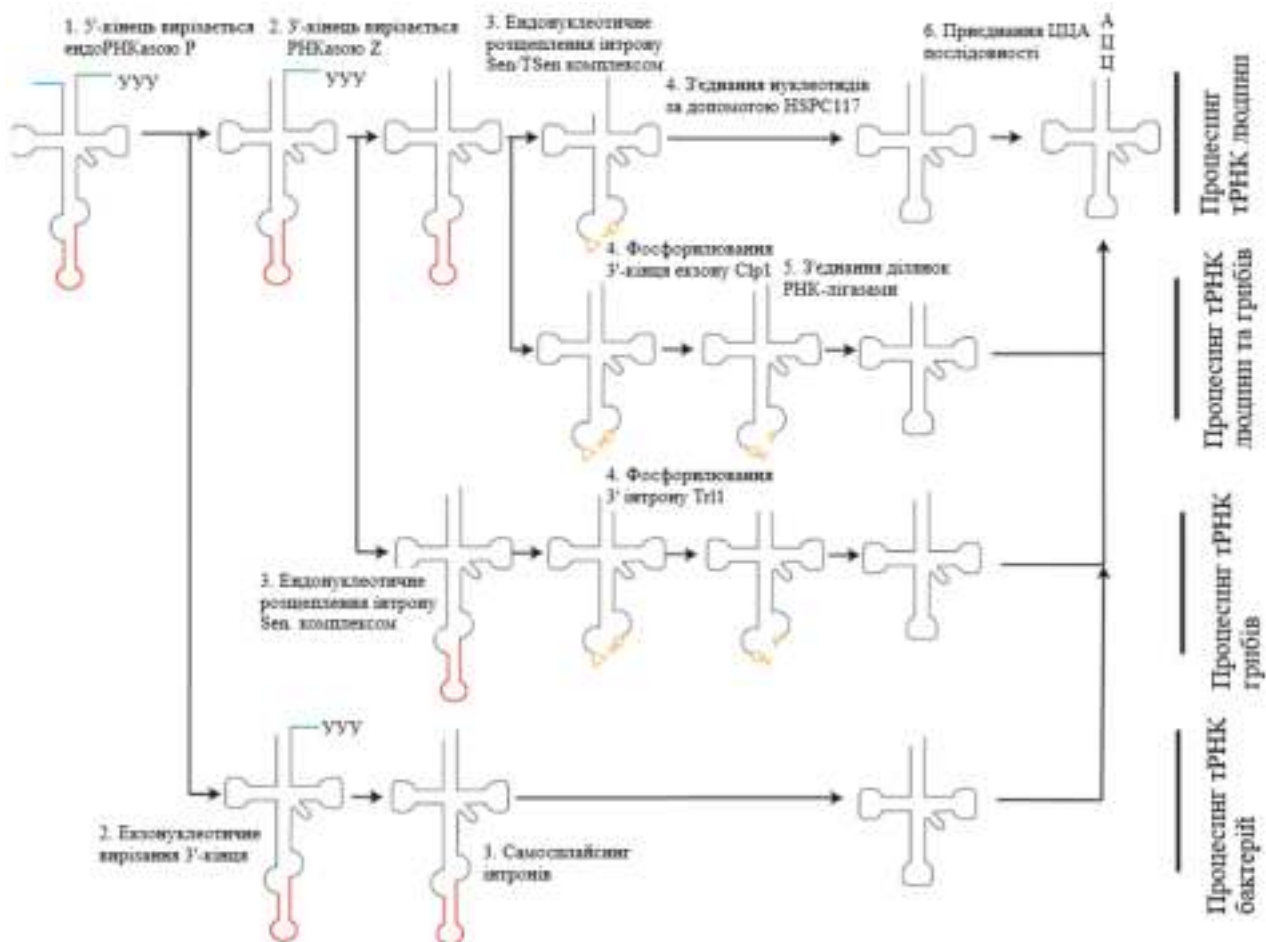 1. 5'-кінець вирізається
ендоРНКазою Р
2. 3'-кінець вирізається
РНКазою Z
3. Ендонуклеотичне
розщеплення інтрону
Sen/TSen комплексом
4. З'єднання нуклеотидів
за допомогою HSPC117
6. Приєднання ЦЦА
послідовності
А
Ц
Ц
УУУ
УУУ
Процесинг
тРНК людини
4. Фосфорилювання
3'-кінця екзону Clp1
5. З'єднання ділянок
РНК-лігазами
Процесинг тРНК
людини та грибів
4. Фосфорилювання
3' інтрону Trl1
3. Ендонуклеотичне
розщеплення інтрону
Sen. комплексом
Процесинг тРНК
грибів
УУУ
2. Екзонуклеотичне
вирізання 3'-кінця
3. Самосплайсинг
інтронів
Процесинг тРНК
бактерій